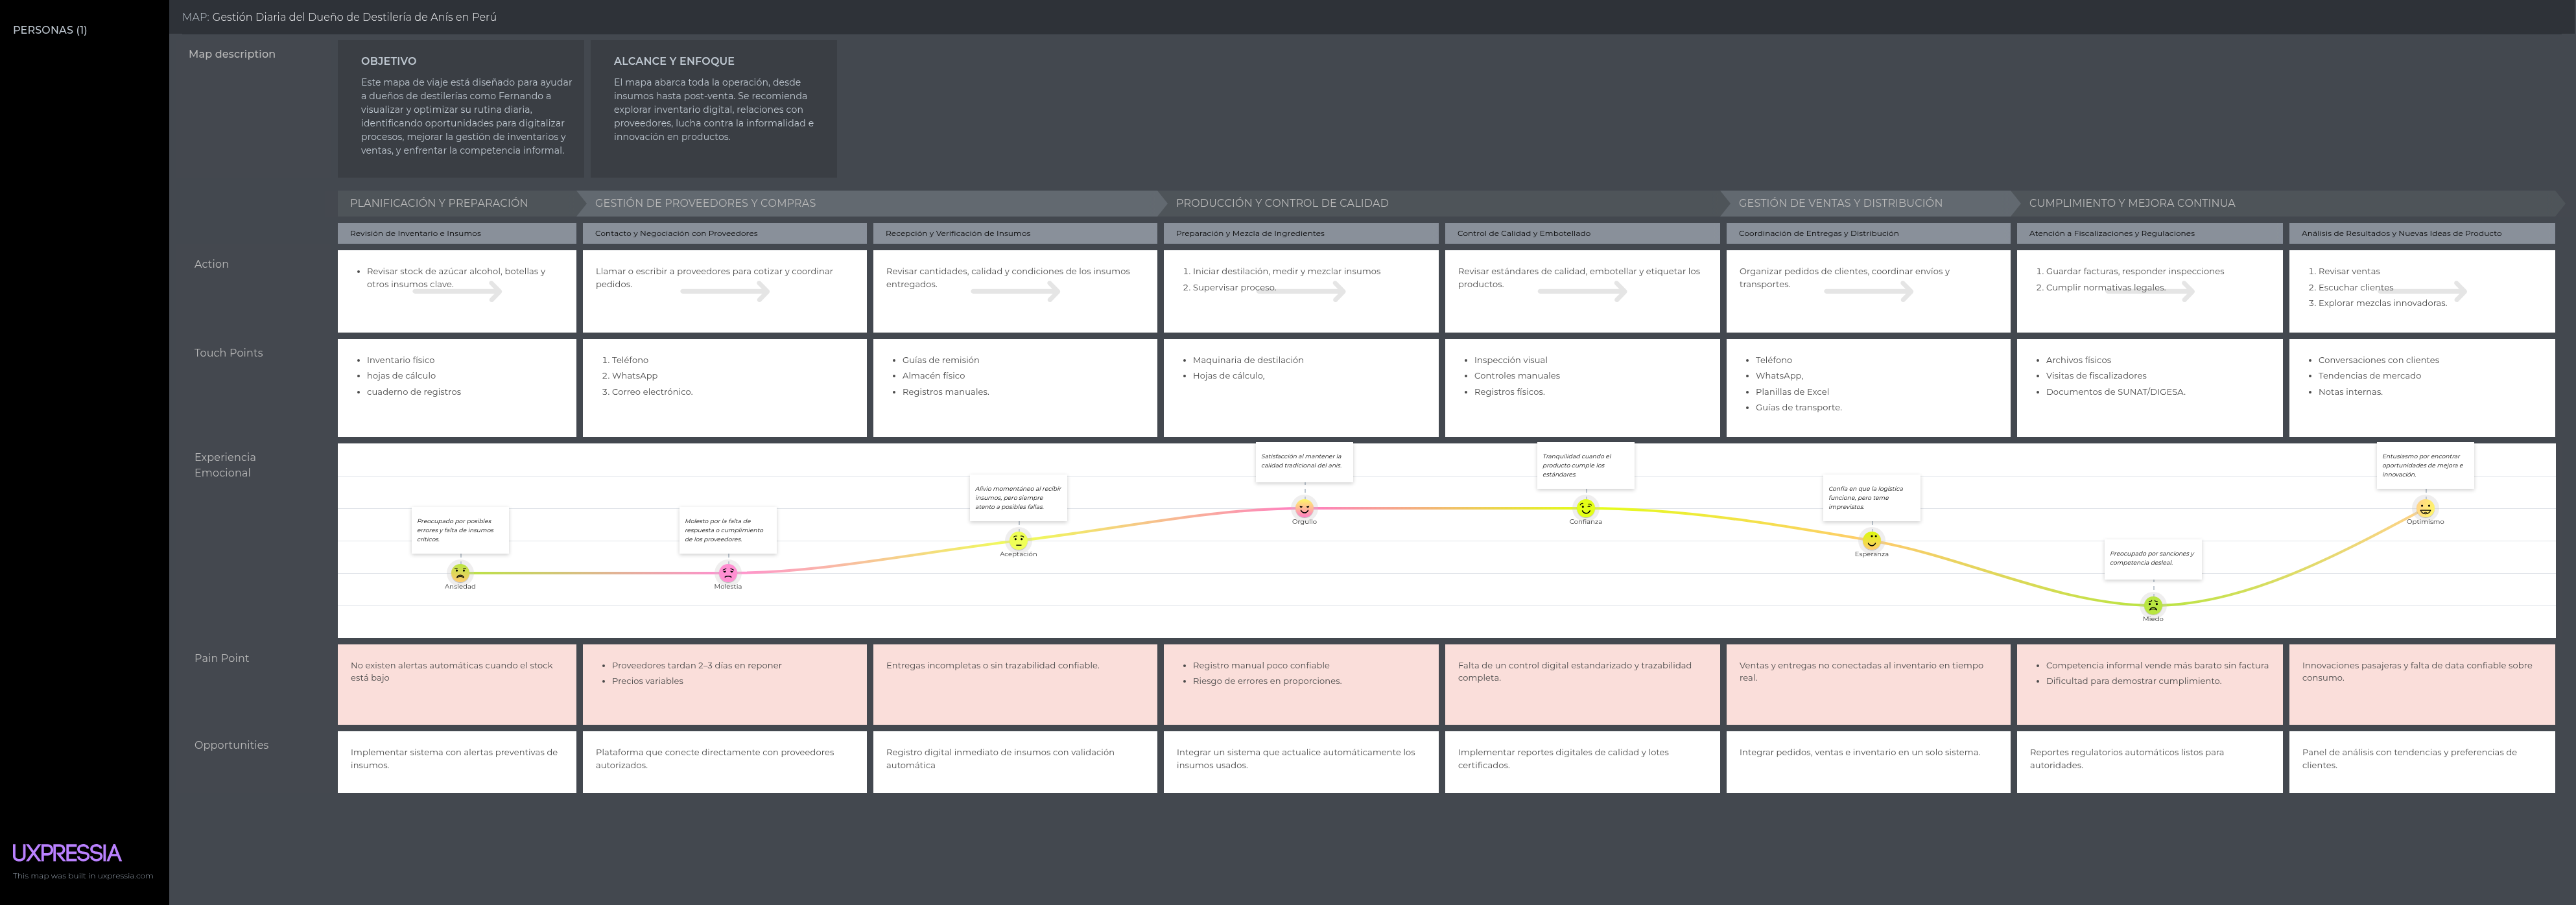 PERSONAS (1)
MAP: Gestión Diaria del Dueño de Destilería de Anís en Perú
Map description
OBJETIVO
Este mapa de viaje está diseñado para ayudar
a dueños de destilerías como Fernando a
visualizar y optimizar su rutina diaria,
identificando oportunidades para digitalizar
procesos, mejorar la gestión de inventarios y
ventas, y enfrentar la competencia informal.
ALCANCE Y ENFOQUE
El mapa abarca toda la operación, desde
insumos hasta post-venta. Se recomienda
explorar inventario digital, relaciones con
proveedores, lucha contra la informalidad e
innovación en productos.
PLANIFICACIÓN Y PREPARACIÓN
GESTIÓN DE PROVEEDORES Y COMPRAS
PRODUCCIÓN Y CONTROL DE CALIDAD
GESTIÓN DE VENTAS Y DISTRIBUCIÓN
CUMPLIMIENTO Y MEJORA CONTINUA
Revisión de Inventario e Insumos
Contacto y Negociación con Proveedores
Recepción y Verificación de Insumos
Preparación y Mezcla de Ingredientes
Control de Calidad y Embotellado
Coordinación de Entregas y Distribución
Atención a Fiscalizaciones y Regulaciones
Análisis de Resultados y Nuevas Ideas de Producto
Action
• Revisar stock de azúcar alcohol, botellas y
otros insumos clave.
Llamar o escribir a proveedores para cotizar y coordinar
pedidos.
Revisar cantidades, calidad y condiciones de los insumos
entregados.
1. Iniciar destilación, medir y mezclar insumos
2. Supervisar proceso.
Revisar estándares de calidad, embotellar y etiquetar los
productos.
Organizar pedidos de clientes, coordinar envíos y
transportes.
1. Guardar facturas, responder inspecciones
2. Cumplir normativas legales.
1. Revisar ventas
2. Escuchar clientes
3. Explorar mezclas innovadoras.
Touch Points
• Inventario físico
• hojas de cálculo
• cuaderno de registros
1. Teléfono
2. WhatsApp
3. Correo electrónico.
• Guías de remisión
• Almacén físico
• Registros manuales.
• Maquinaria de destilación
• Hojas de cálculo,
• Inspección visual
• Controles manuales
• Registros físicos.
• Teléfono
• WhatsApp,
• Planillas de Excel
• Guías de transporte.
• Archivos físicos
• Visitas de fiscalizadores
• Documentos de SUNAT/DIGESA.
• Conversaciones con clientes
• Tendencias de mercado
• Notas internas.
Experiencia
Emocional
Preocupado por posibles
errores y falta de insumos
críticos.
Ansiedad
Molesto por la falta de
respuesta o cumplimiento
de los proveedores.
Molestia
Alivio momentáneo al recibir
insumos, pero siempre
atento a posibles fallas.
Aceptación
Satisfacción al mantener la
calidad tradicional del anís.
Orgullo
Tranquilidad cuando el
producto cumple los
estándares.
Confianza
Confía en que la logística
funcione, pero teme
imprevistos.
Esperanza
Preocupado por sanciones y
competencia desleal.
Miedo
Entusiasmo por encontrar
oportunidades de mejora e
innovación.
Optimismo
Pain Point
No existen alertas automáticas cuando el stock
está bajo
• Proveedores tardan 2–3 días en reponer
• Precios variables
Entregas incompletas o sin trazabilidad confiable.
• Registro manual poco confiable
• Riesgo de errores en proporciones.
Falta de un control digital estandarizado y trazabilidad
completa.
Ventas y entregas no conectadas al inventario en tiempo
real.
• Competencia informal vende más barato sin factura
• Dificultad para demostrar cumplimiento.
Innovaciones pasajeras y falta de data confiable sobre
consumo.
Opportunities
Implementar sistema con alertas preventivas de
insumos.
Plataforma que conecte directamente con proveedores
autorizados.
Registro digital inmediato de insumos con validación
automática
Integrar un sistema que actualice automáticamente los
insumos usados.
Implementar reportes digitales de calidad y lotes
certificados.
Integrar pedidos, ventas e inventario en un solo sistema.
Reportes regulatorios automáticos listos para
autoridades.
Panel de análisis con tendencias y preferencias de
clientes.
UXPRESSIA
This map was built in uxpressia.com